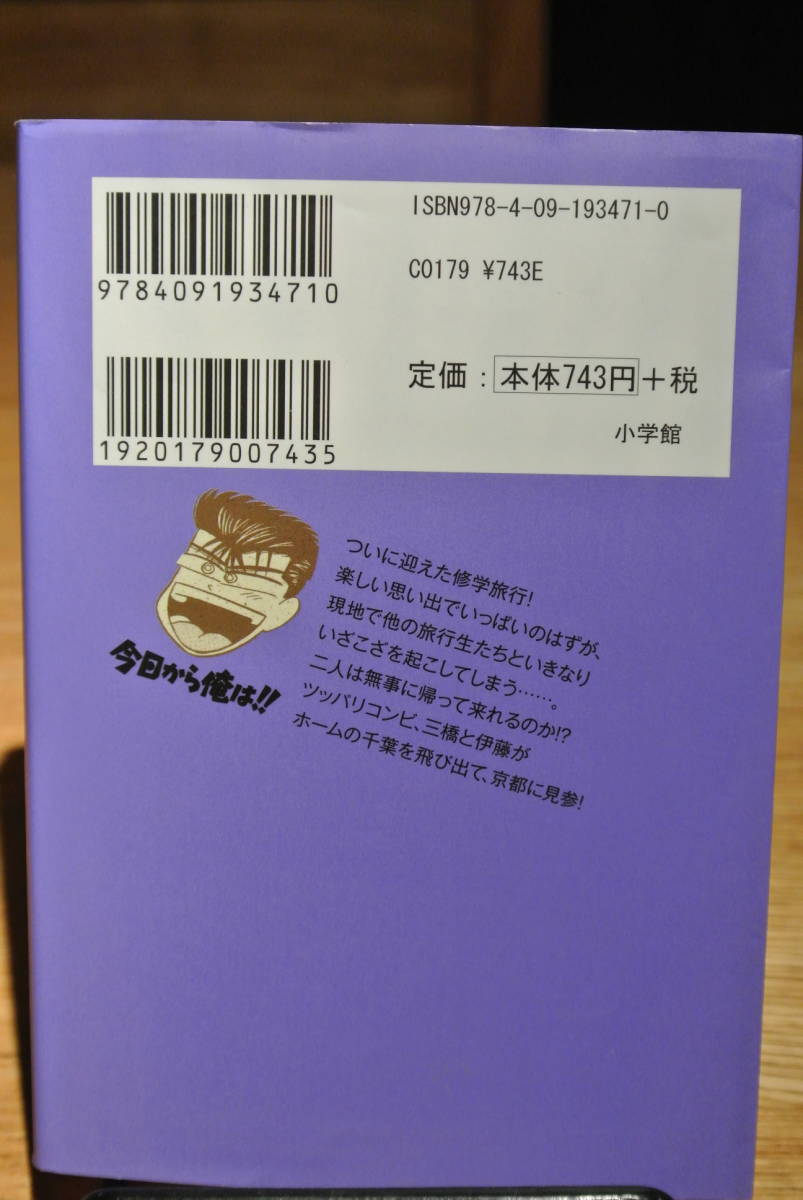 ISBN978-4-09-193471-0
9784091934710
C0179 ¥743E
定価：本体743円＋税
1920179007435
小学館
ついに迎えた修学旅行！
楽しい思い出でいっぱいのはずが、
現地で他の旅行生たちといきなり
いざこざを起こしてしまう……。
二人は無事に帰って来れるのか!?
ツッパリコンビ、三橋と伊藤が
ホームの千葉を飛び出て、京都に見参！
今日から俺は!!